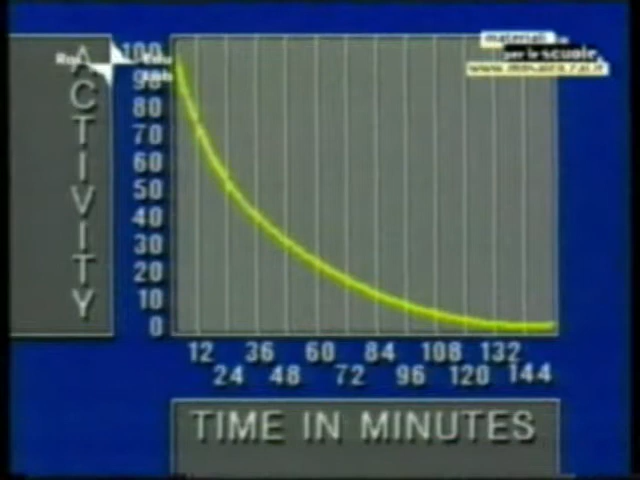 materiali
per le scuole
Rai
ACTIVITY
100
90
80
70
60
50
40
30
20
10
0
12 36 60 84 108 132
24 48 72 96 120 144
TIME IN MINUTES